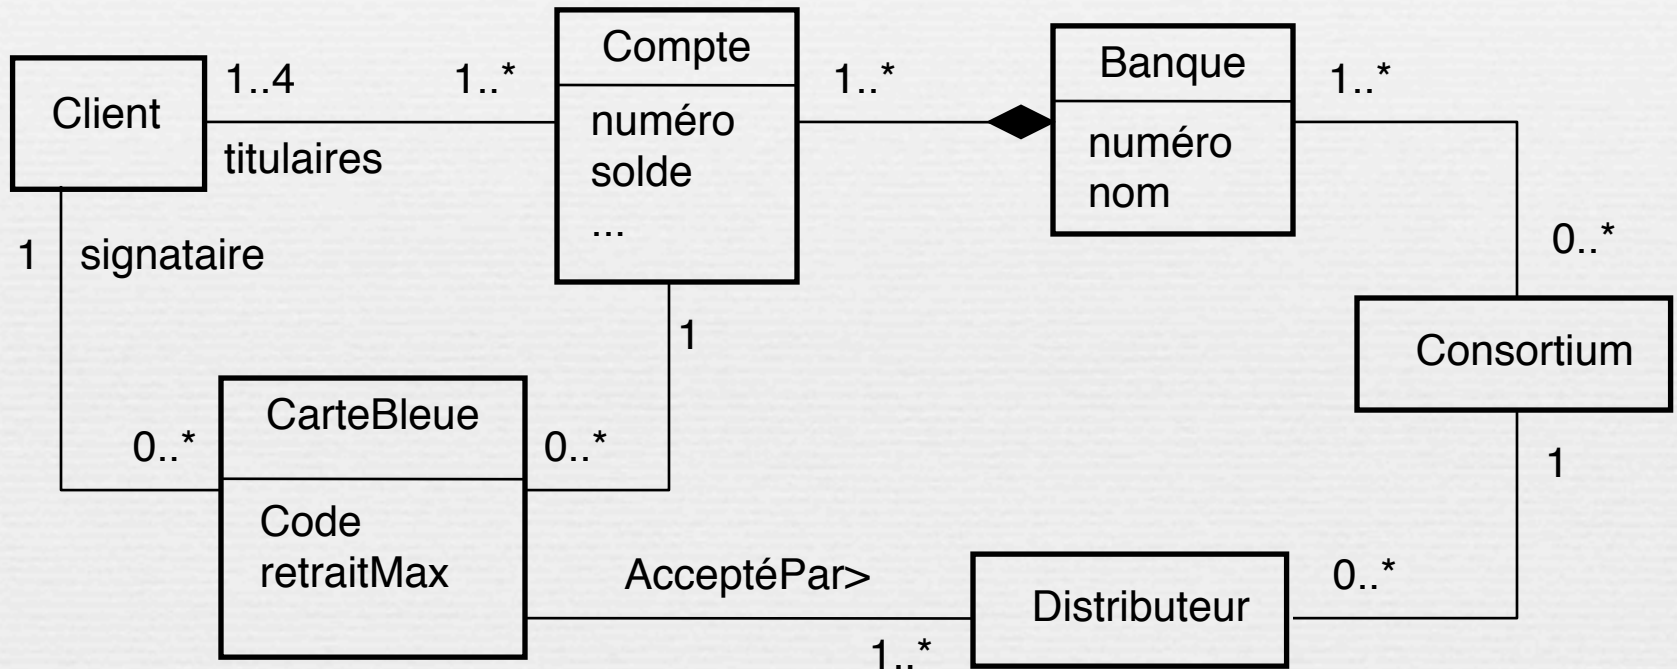 Client
1..4
titulaires
1..*
Compte
numéro
solde
...
1..*
Banque
numéro
nom
1..*
0..*
Consortium
1
signataire
0..*
CarteBleue
Code
retraitMax
0..*
1
AcceptéPar>
1..*
Distributeur
0..*
1